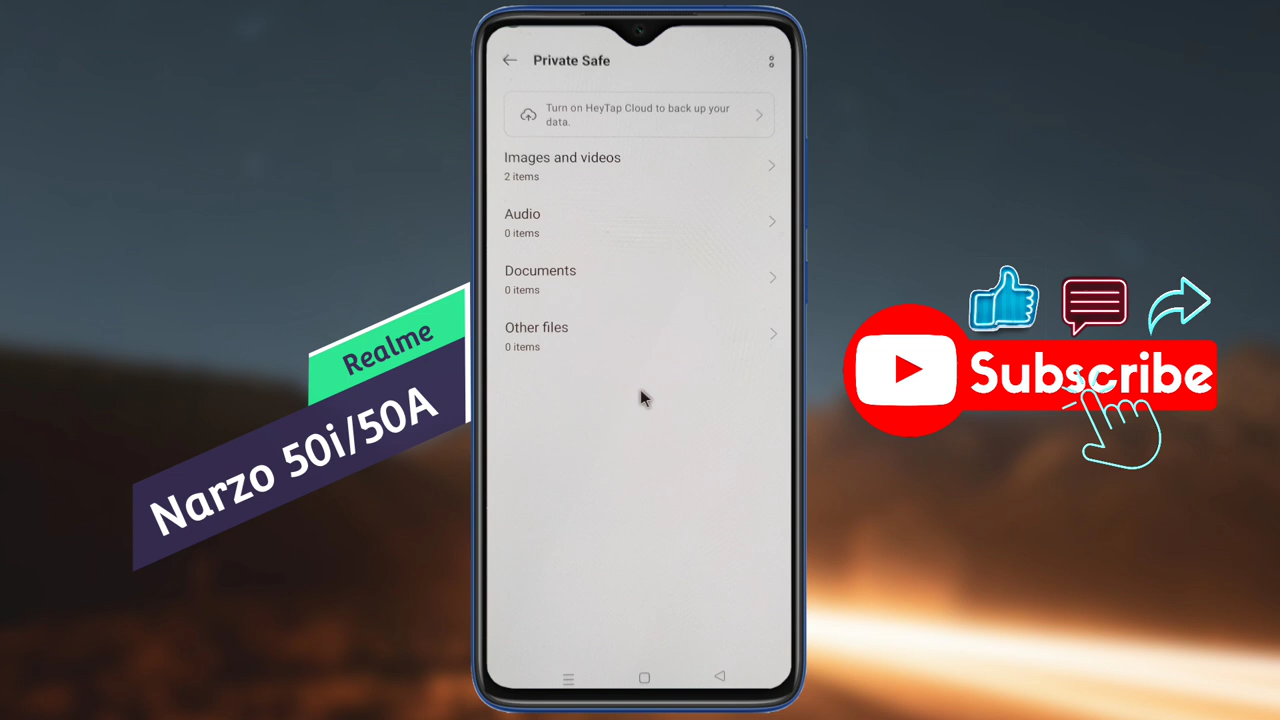 Private Safe
Turn on HeyTap Cloud to back up your
data.
Images and videos
2 items
Audio
0 items
Documents
0 items
Other files
0 items
Realme
Narzo 50i/50A
Subscribe